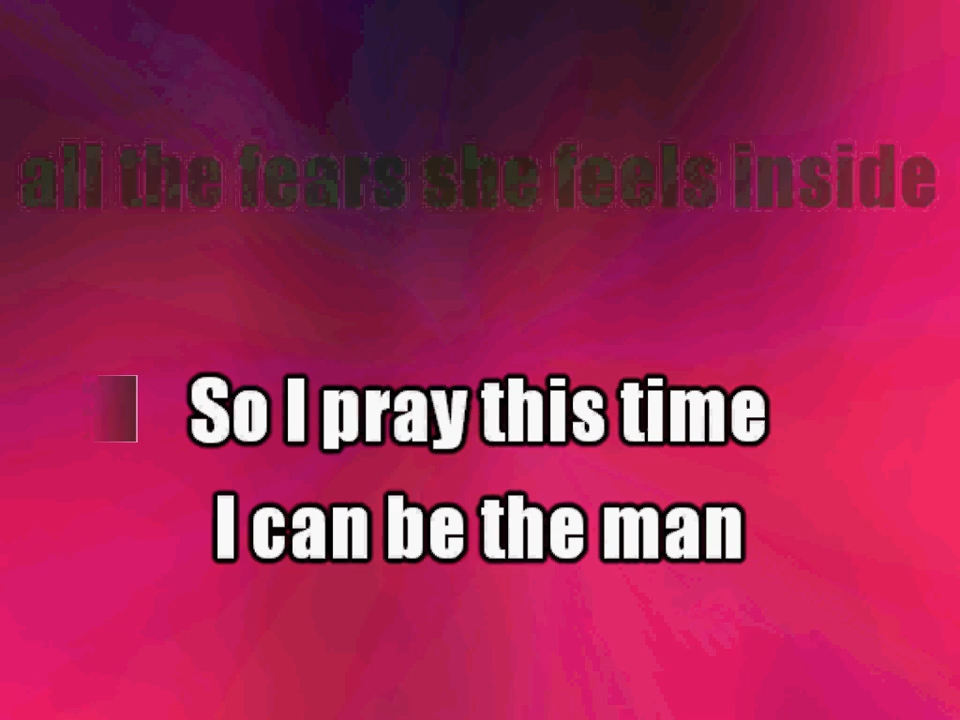 all the fears she feels inside
So I pray this time
I can be the man